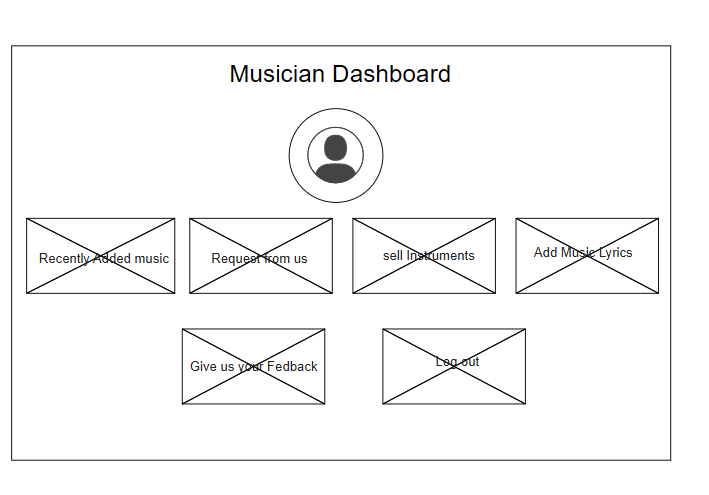 Musician Dashboard
Recently Added music
Request from us
sell Instruments
Add Music Lyrics
Give us your Fedback
Log out